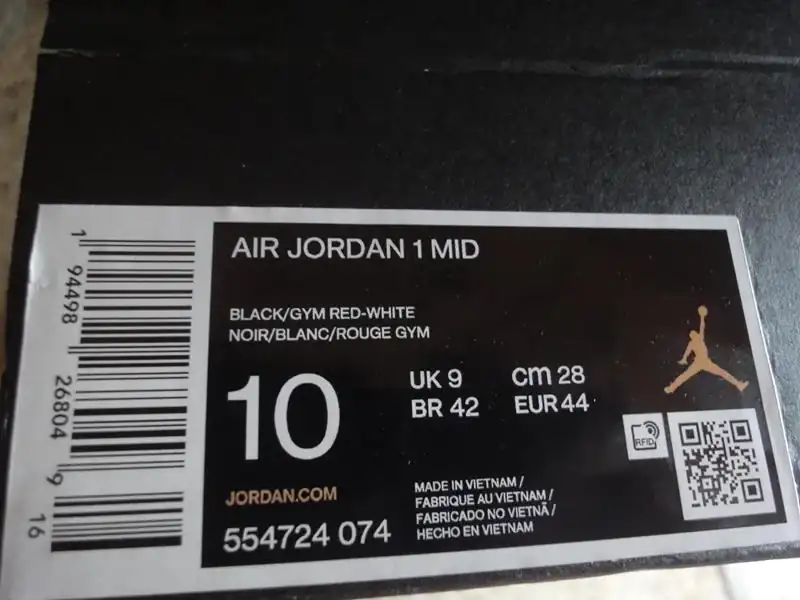 AIR JORDAN 1 MID
BLACK/GYM RED-WHITE
NOIR/BLANC/ROUGE GYM
10
UK 9
cm 28
BR 42
EUR 44
RFID
JORDAN.COM
554724 074
MADE IN VIETNAM /
FABRIQUE AU VIETNAM /
FABRICADO NO VIETNÃ /
HECHO EN VIETNAM
1 94498 26804 9 16